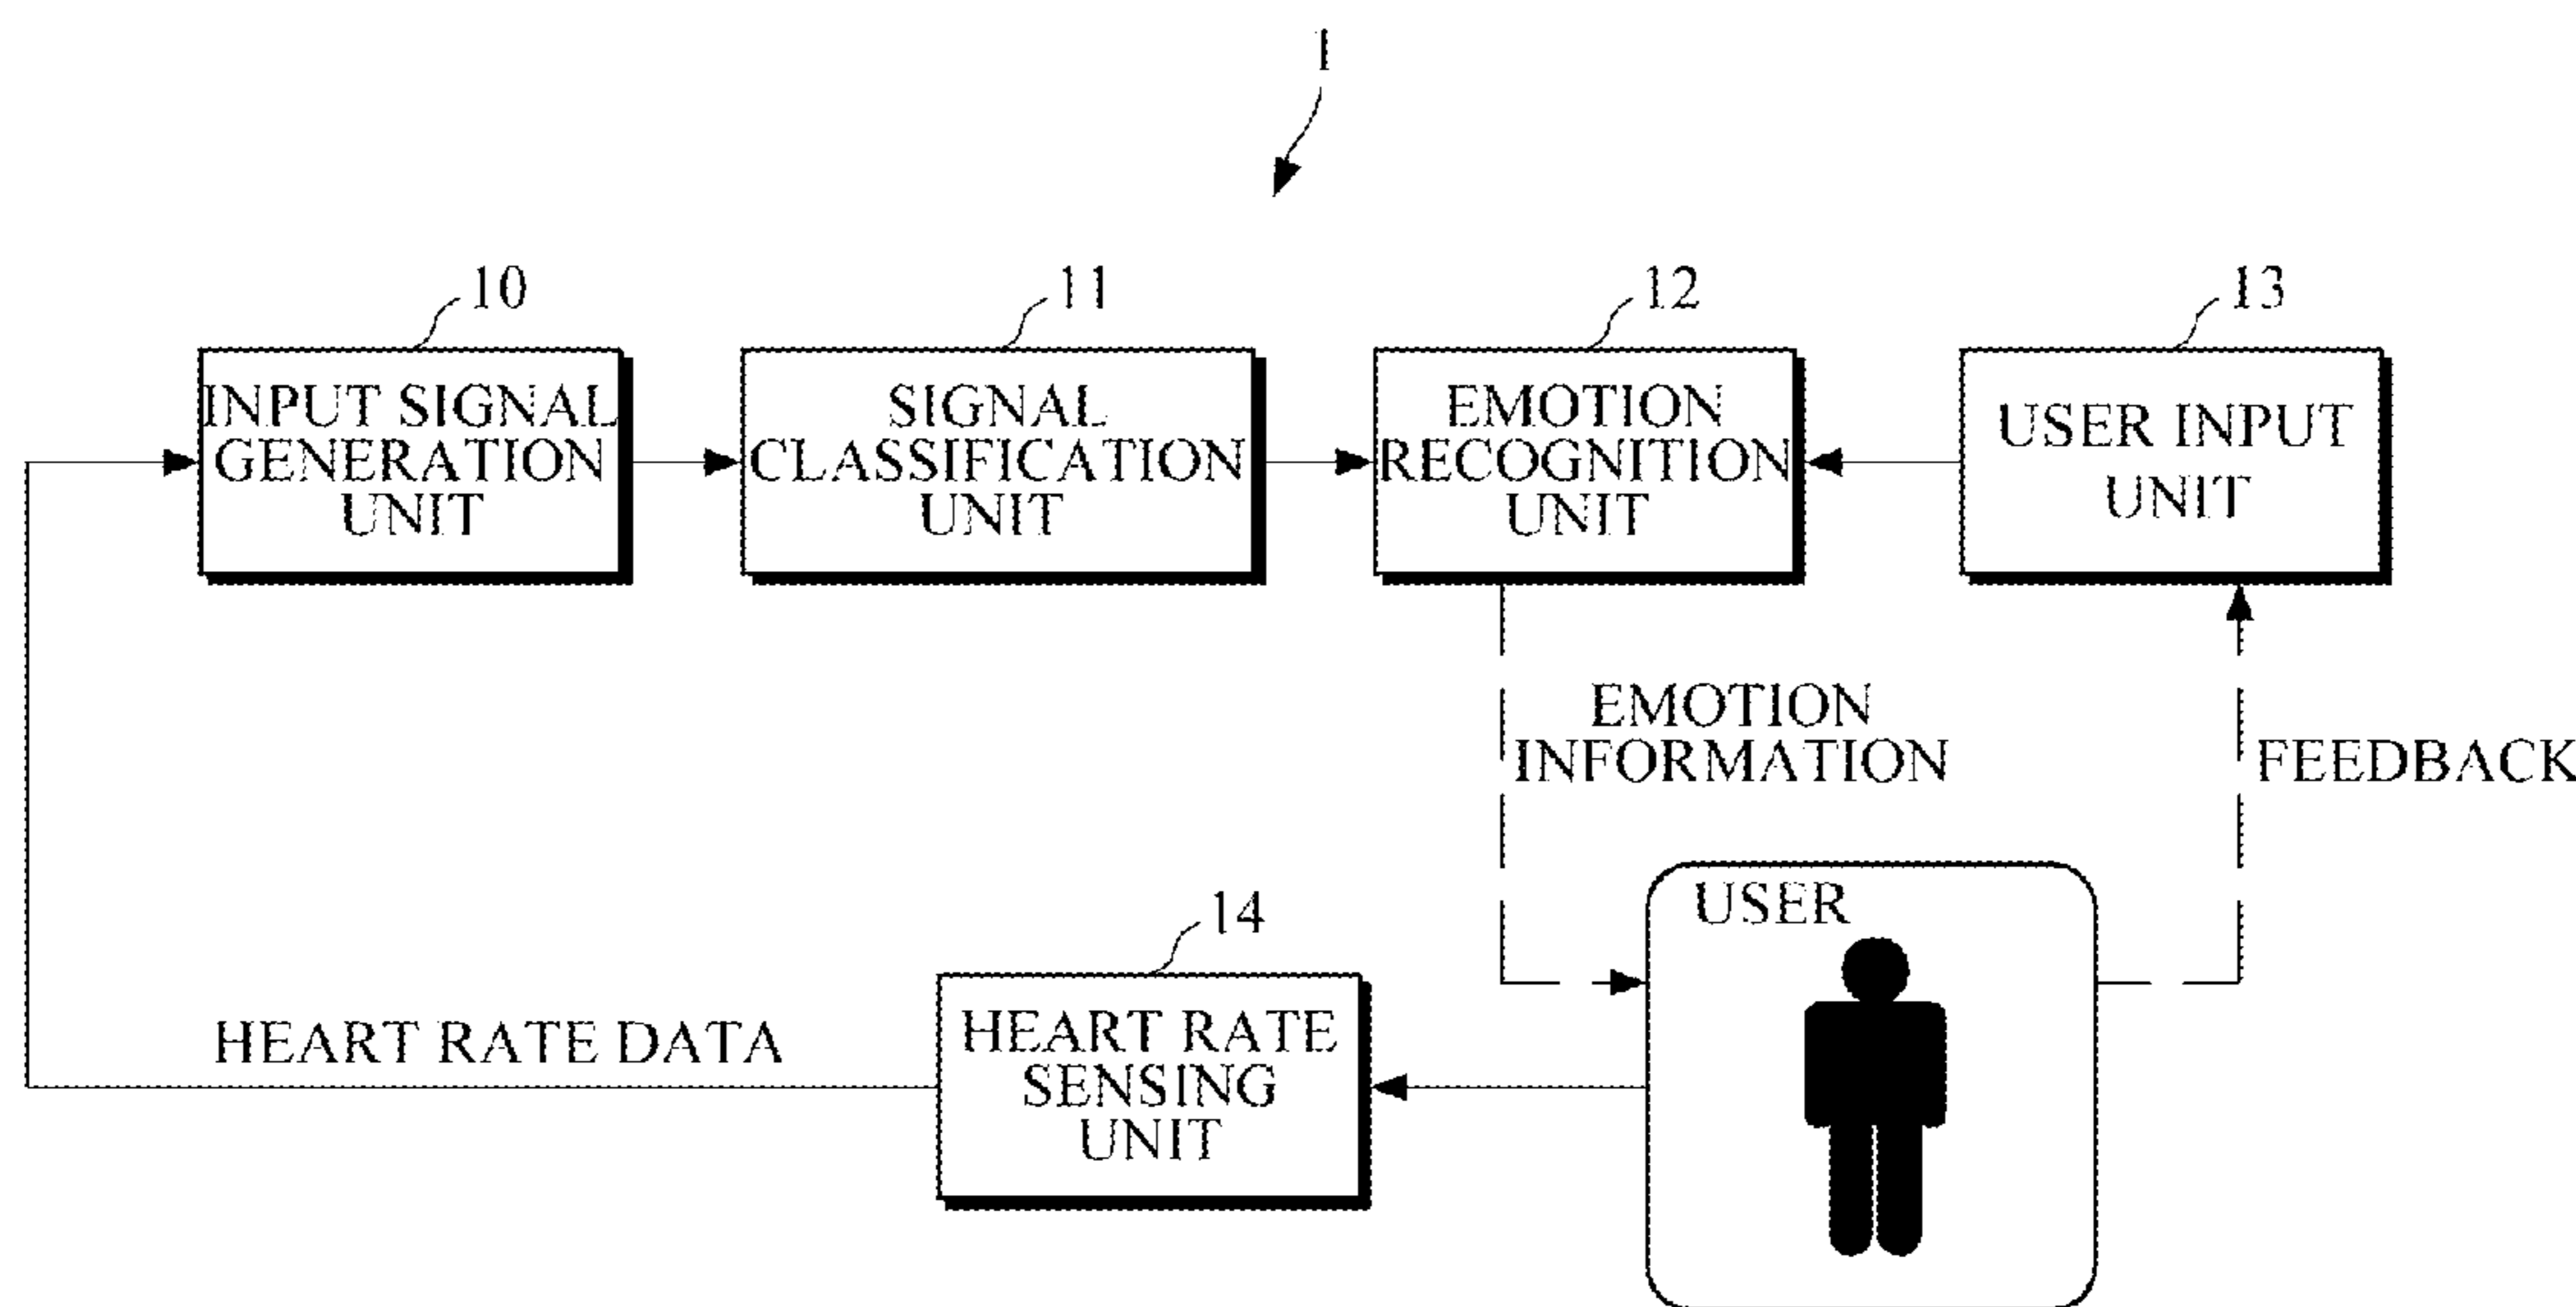 1
10
11
12
13
INPUT SIGNAL
GENERATION
UNIT
SIGNAL
CLASSIFICATION
UNIT
EMOTION
RECOGNITION
UNIT
USER INPUT
UNIT
EMOTION
INFORMATION
FEEDBACK
USER
14
HEART RATE
SENSING
UNIT
HEART RATE DATA